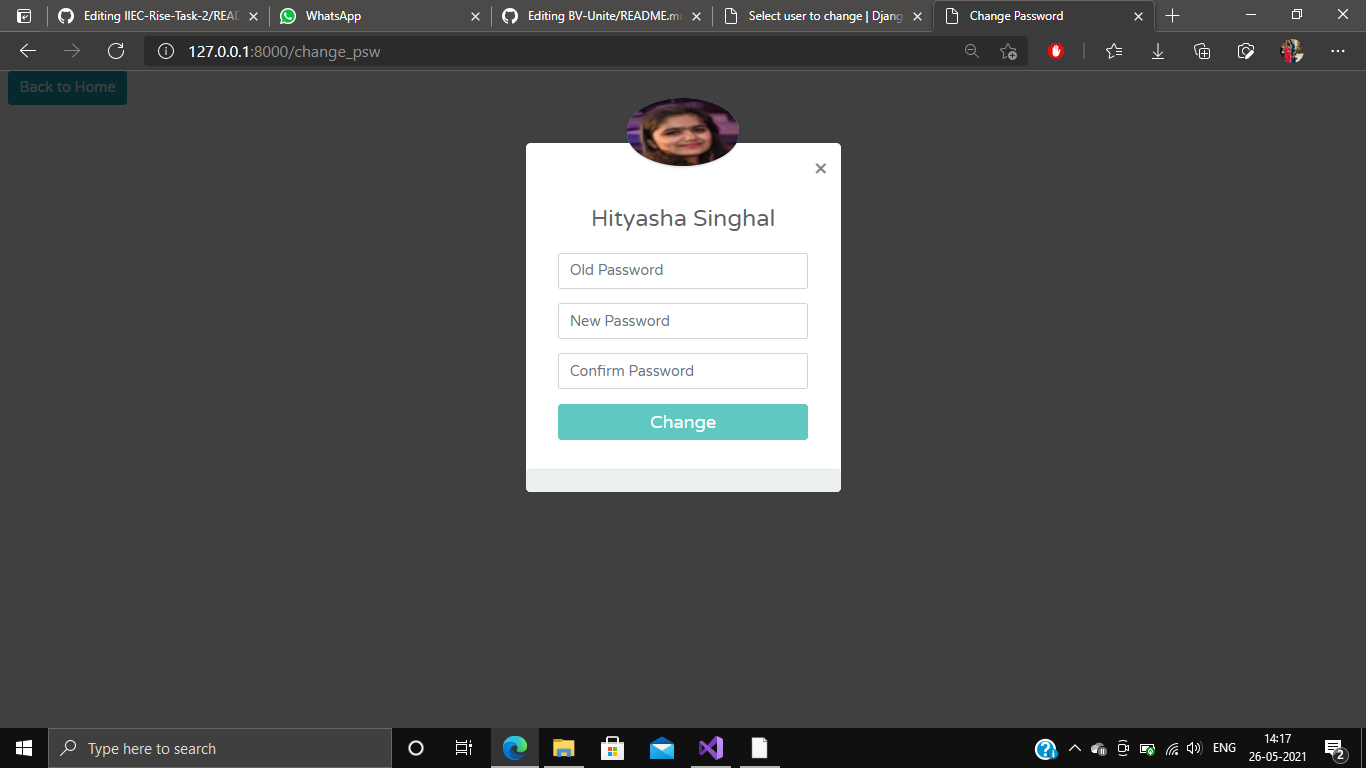 Editing IIEC-Rise-Task-2/READ
WhatsApp
Editing BV-Unite/README.m
Select user to change | Djang
Change Password
127.0.0.1:8000/change_psw
Back to Home
Hityasha Singhal
Old Password
New Password
Confirm Password
Change
Type here to search
ENG
14:17
26-05-2021
2